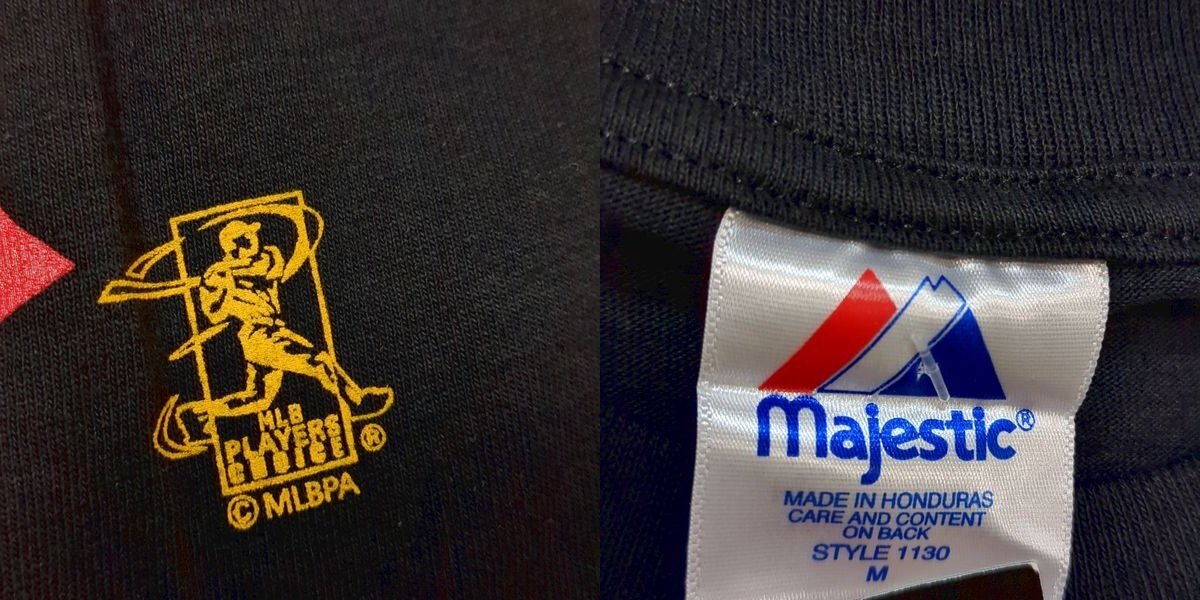 MLB
PLAYERS
CHOICE ®
© MLBPA
Majestic®
MADE IN HONDURAS
CARE AND CONTENT
ON BACK
STYLE 1130
M